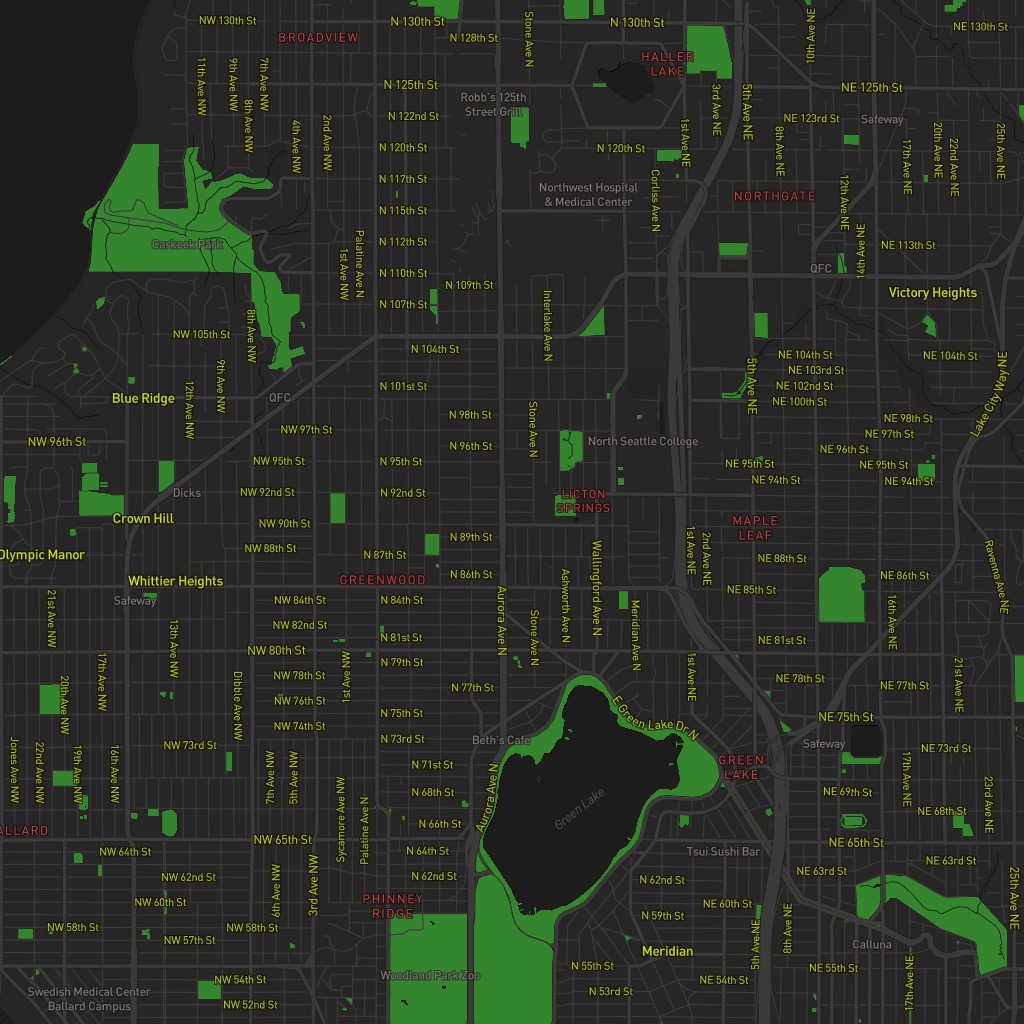 NW 130th St
N 130th St
Stone Ave N
N 130th St
10th Ave NE
NE 130th St
BROADVIEW
N 128th St
HALLER
LAKE
11th Ave NW
9th Ave NW
7th Ave NW
8th Ave NW
N 125th St
NE 125th St
Robb's 125th
Street Grill
3rd Ave NE
5th Ave NE
4th Ave NW
2nd Ave NW
N 122nd St
1st Ave NE
8th Ave NE
NE 123rd St
Safeway
17th Ave NE
20th Ave NE
22nd Ave NE
25th Ave NE
N 120th St
N 120th St
N 117th St
Northwest Hospital
& Medical Center
Corliss Ave N
NORTHGATE
12th Ave NE
N 115th St
Carkeek Park
1st Ave NW
Palatine Ave N
N 112th St
14th Ave NE
NE 113th St
N 110th St
QFC
N 109th St
Interlake Ave N
Victory Heights
N 107th St
8th Ave NW
NW 105th St
N 104th St
NE 104th St
NE 104th St
NE 103rd St
5th Ave NE
NE 102nd St
Lake City Way NE
12th Ave NW
9th Ave NW
N 101st St
Blue Ridge
QFC
NE 100th St
N 98th St
Stone Ave N
NE 98th St
NW 97th St
NE 97th St
NW 96th St
N 96th St
North Seattle College
NE 96th St
NW 95th St
N 95th St
NE 95th St
NE 95th St
NE 94th St
NE 94th St
Dicks
NW 92nd St
N 92nd St
LICTON
SPRINGS
Crown Hill
NW 90th St
MAPLE
LEAF
N 89th St
1st Ave NE
2nd Ave NE
Olympic Manor
NW 88th St
N 87th St
NE 88th St
Wallingford Ave N
Ravenna Ave NE
Whittier Heights
GREENWOOD
N 86th St
NE 86th St
Ashworth Ave N
NE 85th St
Safeway
21st Ave NW
NW 84th St
N 84th St
Aurora Ave N
Stone Ave N
Meridian Ave N
16th Ave NE
13th Ave NW
NW 82nd St
N 81st St
NE 81st St
NW 80th St
1st Ave NW
N 79th St
1st Ave NE
17th Ave NW
20th Ave NW
Dibble Ave NW
NW 78th St
NE 78th St
21st Ave NE
N 77th St
NE 77th St
NW 76th St
E Green Lake Dr N
N 75th St
NE 75th St
NW 74th St
Jones Ave NW
22nd Ave NW
19th Ave NW
16th Ave NW
NW 73rd St
N 73rd St
Beth's Cafe
Safeway
NE 73rd St
7th Ave NW
5th Ave NW
N 71st St
GREEN
LAKE
17th Ave NE
23rd Ave NE
Sycamore Ave NW
Palatine Ave N
N 68th St
Aurora Ave N
Green Lake
NE 69th St
NE 68th St
BALLARD
N 66th St
NW 65th St
NE 65th St
NW 64th St
N 64th St
Tsui Sushi Bar
NE 63rd St
NE 63rd St
6th Ave NW
3rd Ave NW
NW 62nd St
N 62nd St
N 62nd St
25th Ave NE
NW 60th St
PHINNEY
RIDGE
NE 60th St
N 59th St
NW 58th St
NW 58th St
5th Ave NE
8th Ave NE
NW 57th St
Meridian
Calluna
N 55th St
NE 55th St
17th Ave NE
Woodland Park Zoo
NW 54th St
NE 54th St
Swedish Medical Center
Ballard Campus
N 53rd St
NW 52nd St